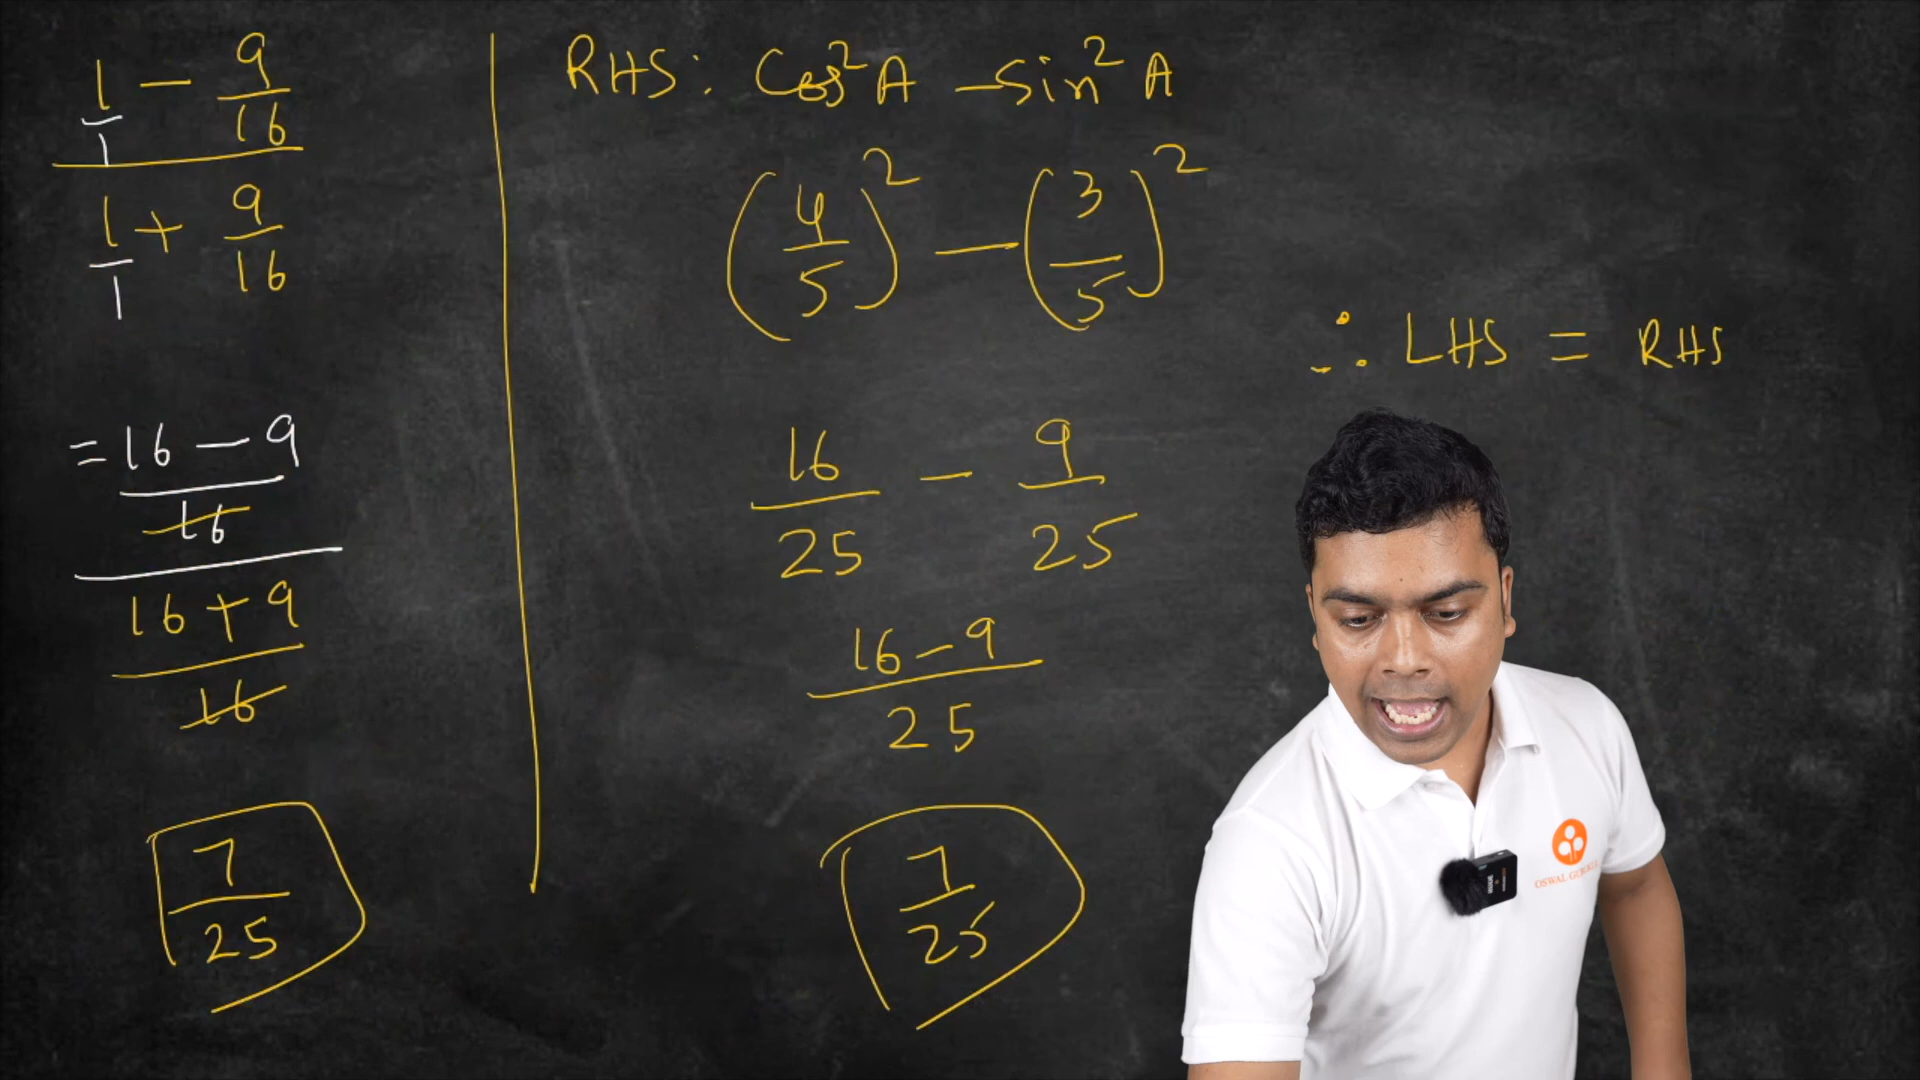 1/1 − 9/16
1/1 + 9/16
= 16 − 9
16
16 + 9
16
7/25
RHS: Cos²A − Sin²A
(4/5)² − (3/5)²
16/25 − 9/25
16 − 9
25
7/25
∴ LHS = RHS
OSWAL